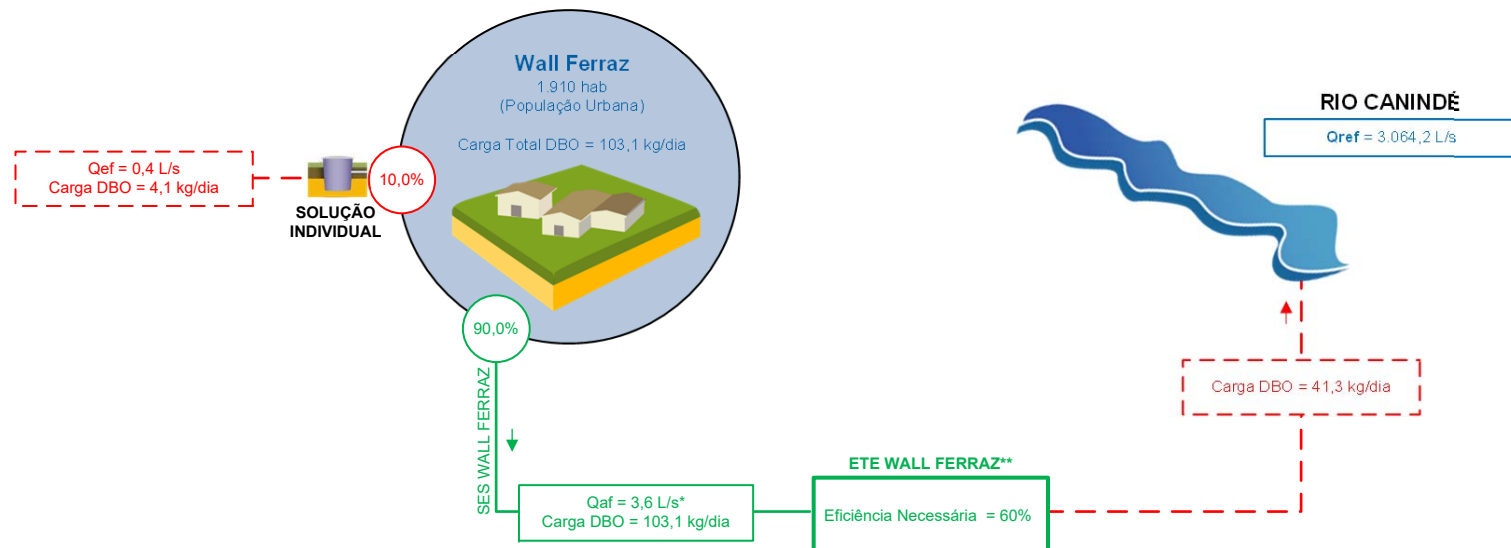 Wall Ferraz
1.910 hab
(População Urbana)
Carga Total DBO = 103,1 kg/dia
RIO CANINDÉ
Qref = 3.064,2 L/s
Qef = 0,4 L/s
Carga DBO = 4,1 kg/dia
10,0%
SOLUÇÃO
INDIVIDUAL
90,0%
SES WALL FERRAZ
Carga DBO = 41,3 kg/dia
Qaf = 3,6 L/s*
Carga DBO = 103,1 kg/dia
ETE WALL FERRAZ**
Eficiência Necessária = 60%